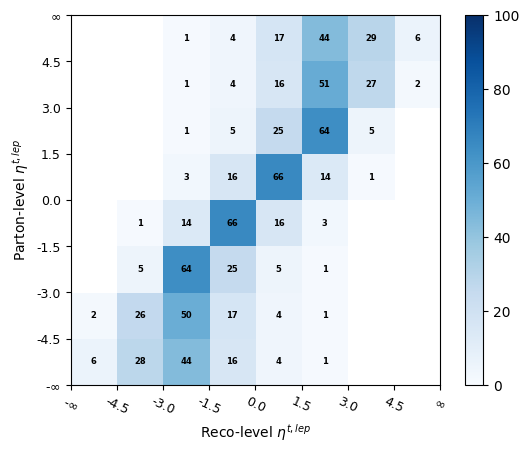 ∞
4.5
3.0
1.5
0.0
-1.5
-3.0
-4.5
-∞
Parton-level η^{t, lep}
1 4 17 44 29 6
1 4 16 51 27 2
1 5 25 64 5
3 16 66 14 1
1 14 66 16 3
5 64 25 5 1
2 26 50 17 4 1
6 28 44 16 4 1
-∞ -4.5 -3.0 -1.5 0.0 1.5 3.0 4.5 ∞
Reco-level η^{t, lep}
100
80
60
40
20
0